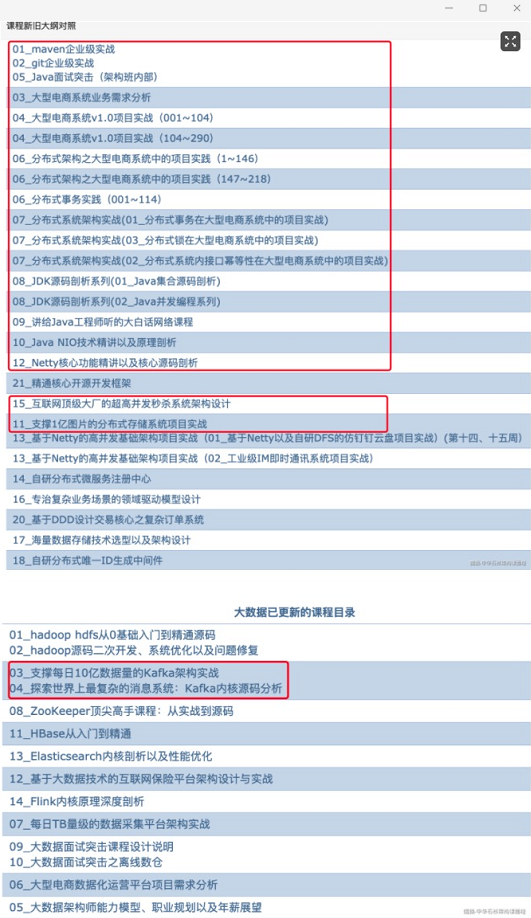 课程新旧大纲对照
01_maven企业级实战
02_git企业级实战
05_Java面试突击（架构班内部）
03_大型电商系统业务需求分析
04_大型电商系统v1.0项目实战（001~104）
04_大型电商系统v1.0项目实战（104~290）
06_分布式架构之大型电商系统中的项目实践（1~146）
06_分布式架构之大型电商系统中的项目实践（147~218）
06_分布式事务实践（001~114）
07_分布式系统架构实战(01_分布式事务在大型电商系统中的项目实战)
07_分布式系统架构实战(03_分布式锁在大型电商系统中的项目实战)
07_分布式系统架构实战(02_分布式系统内接口幂等性在大型电商系统中的项目实战)
08_JDK源码剖析系列(01_Java集合源码剖析)
08_JDK源码剖析系列(02_Java并发编程系列)
09_讲给Java工程师听的大白话网络课程
10_Java NIO技术精讲以及原理剖析
12_Netty核心功能精讲以及核心源码剖析
21_精通核心开源开发框架
15_互联网顶级大厂的超高并发秒杀系统架构设计
11_支撑1亿图片的分布式存储系统项目实战
13_基于Netty的高并发基础架构项目实战（01_基于Netty以及自研DFS的仿钉钉云盘项目实战）(第十四、十五周）
13_基于Netty的高并发基础架构项目实战（02_工业级IM即时通讯系统项目实战）
14_自研分布式微服务注册中心
16_专治复杂业务场景的领域驱动模型设计
20_基于DDD设计交易核心之复杂订单系统
17_海量数据存储技术选型以及架构设计
18_自研分布式唯一ID生成中间件
大数据已更新的课程目录
01_hadoop hdfs从0基础入门到精通源码
02_hadoop源码二次开发、系统优化以及问题修复
03_支撑每日10亿数据量的Kafka架构实战
04_探索世界上最复杂的消息系统：Kafka内核源码分析
08_ZooKeeper顶尖高手课程：从实战到源码
11_HBase从入门到精通
13_Elasticsearch内核剖析以及性能优化
12_基于大数据技术的互联网保险平台架构设计与实战
14_Flink内核原理深度剖析
07_每日TB量级的数据采集平台架构实战
09_大数据面试突击课程设计说明
10_大数据面试突击之离线数仓
06_大型电商数据化运营平台项目需求分析
05_大数据架构师能力模型、职业规划以及年薪展望